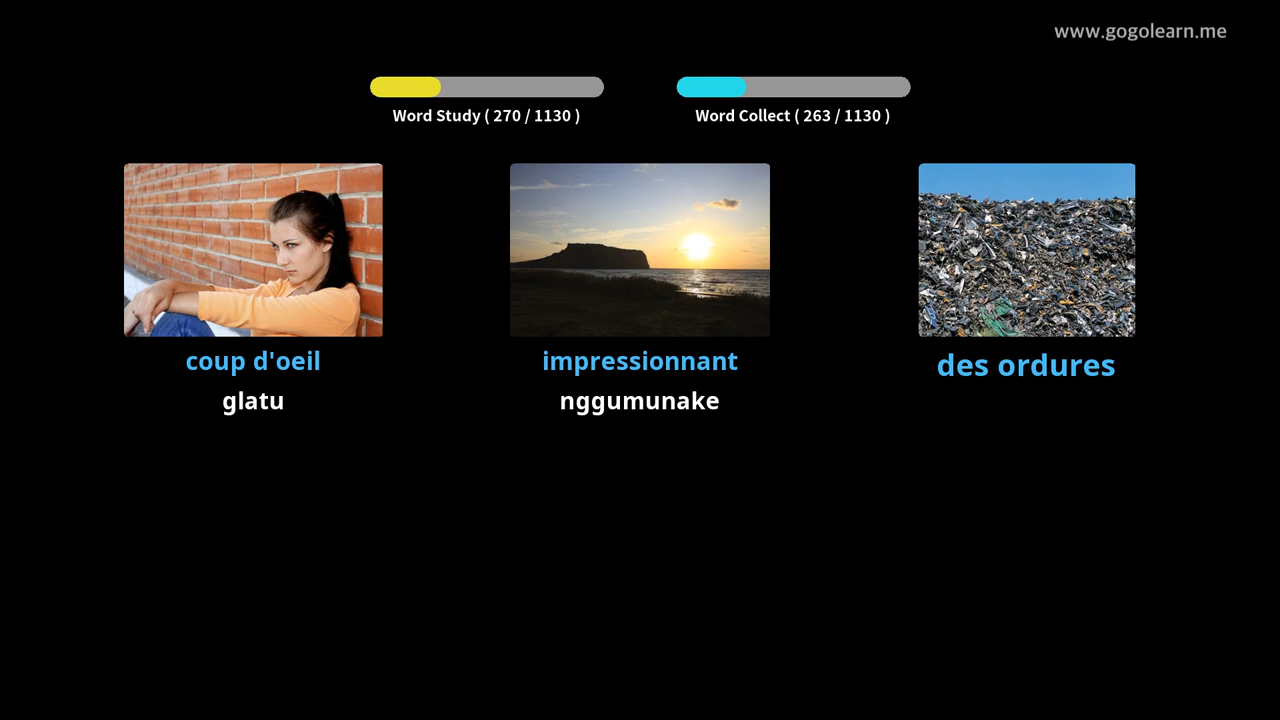 www.gogolearn.me
Word Study ( 270 / 1130 )
Word Collect ( 263 / 1130 )
coup d'oeil
glatu
impressionnant
nggumunake
des ordures